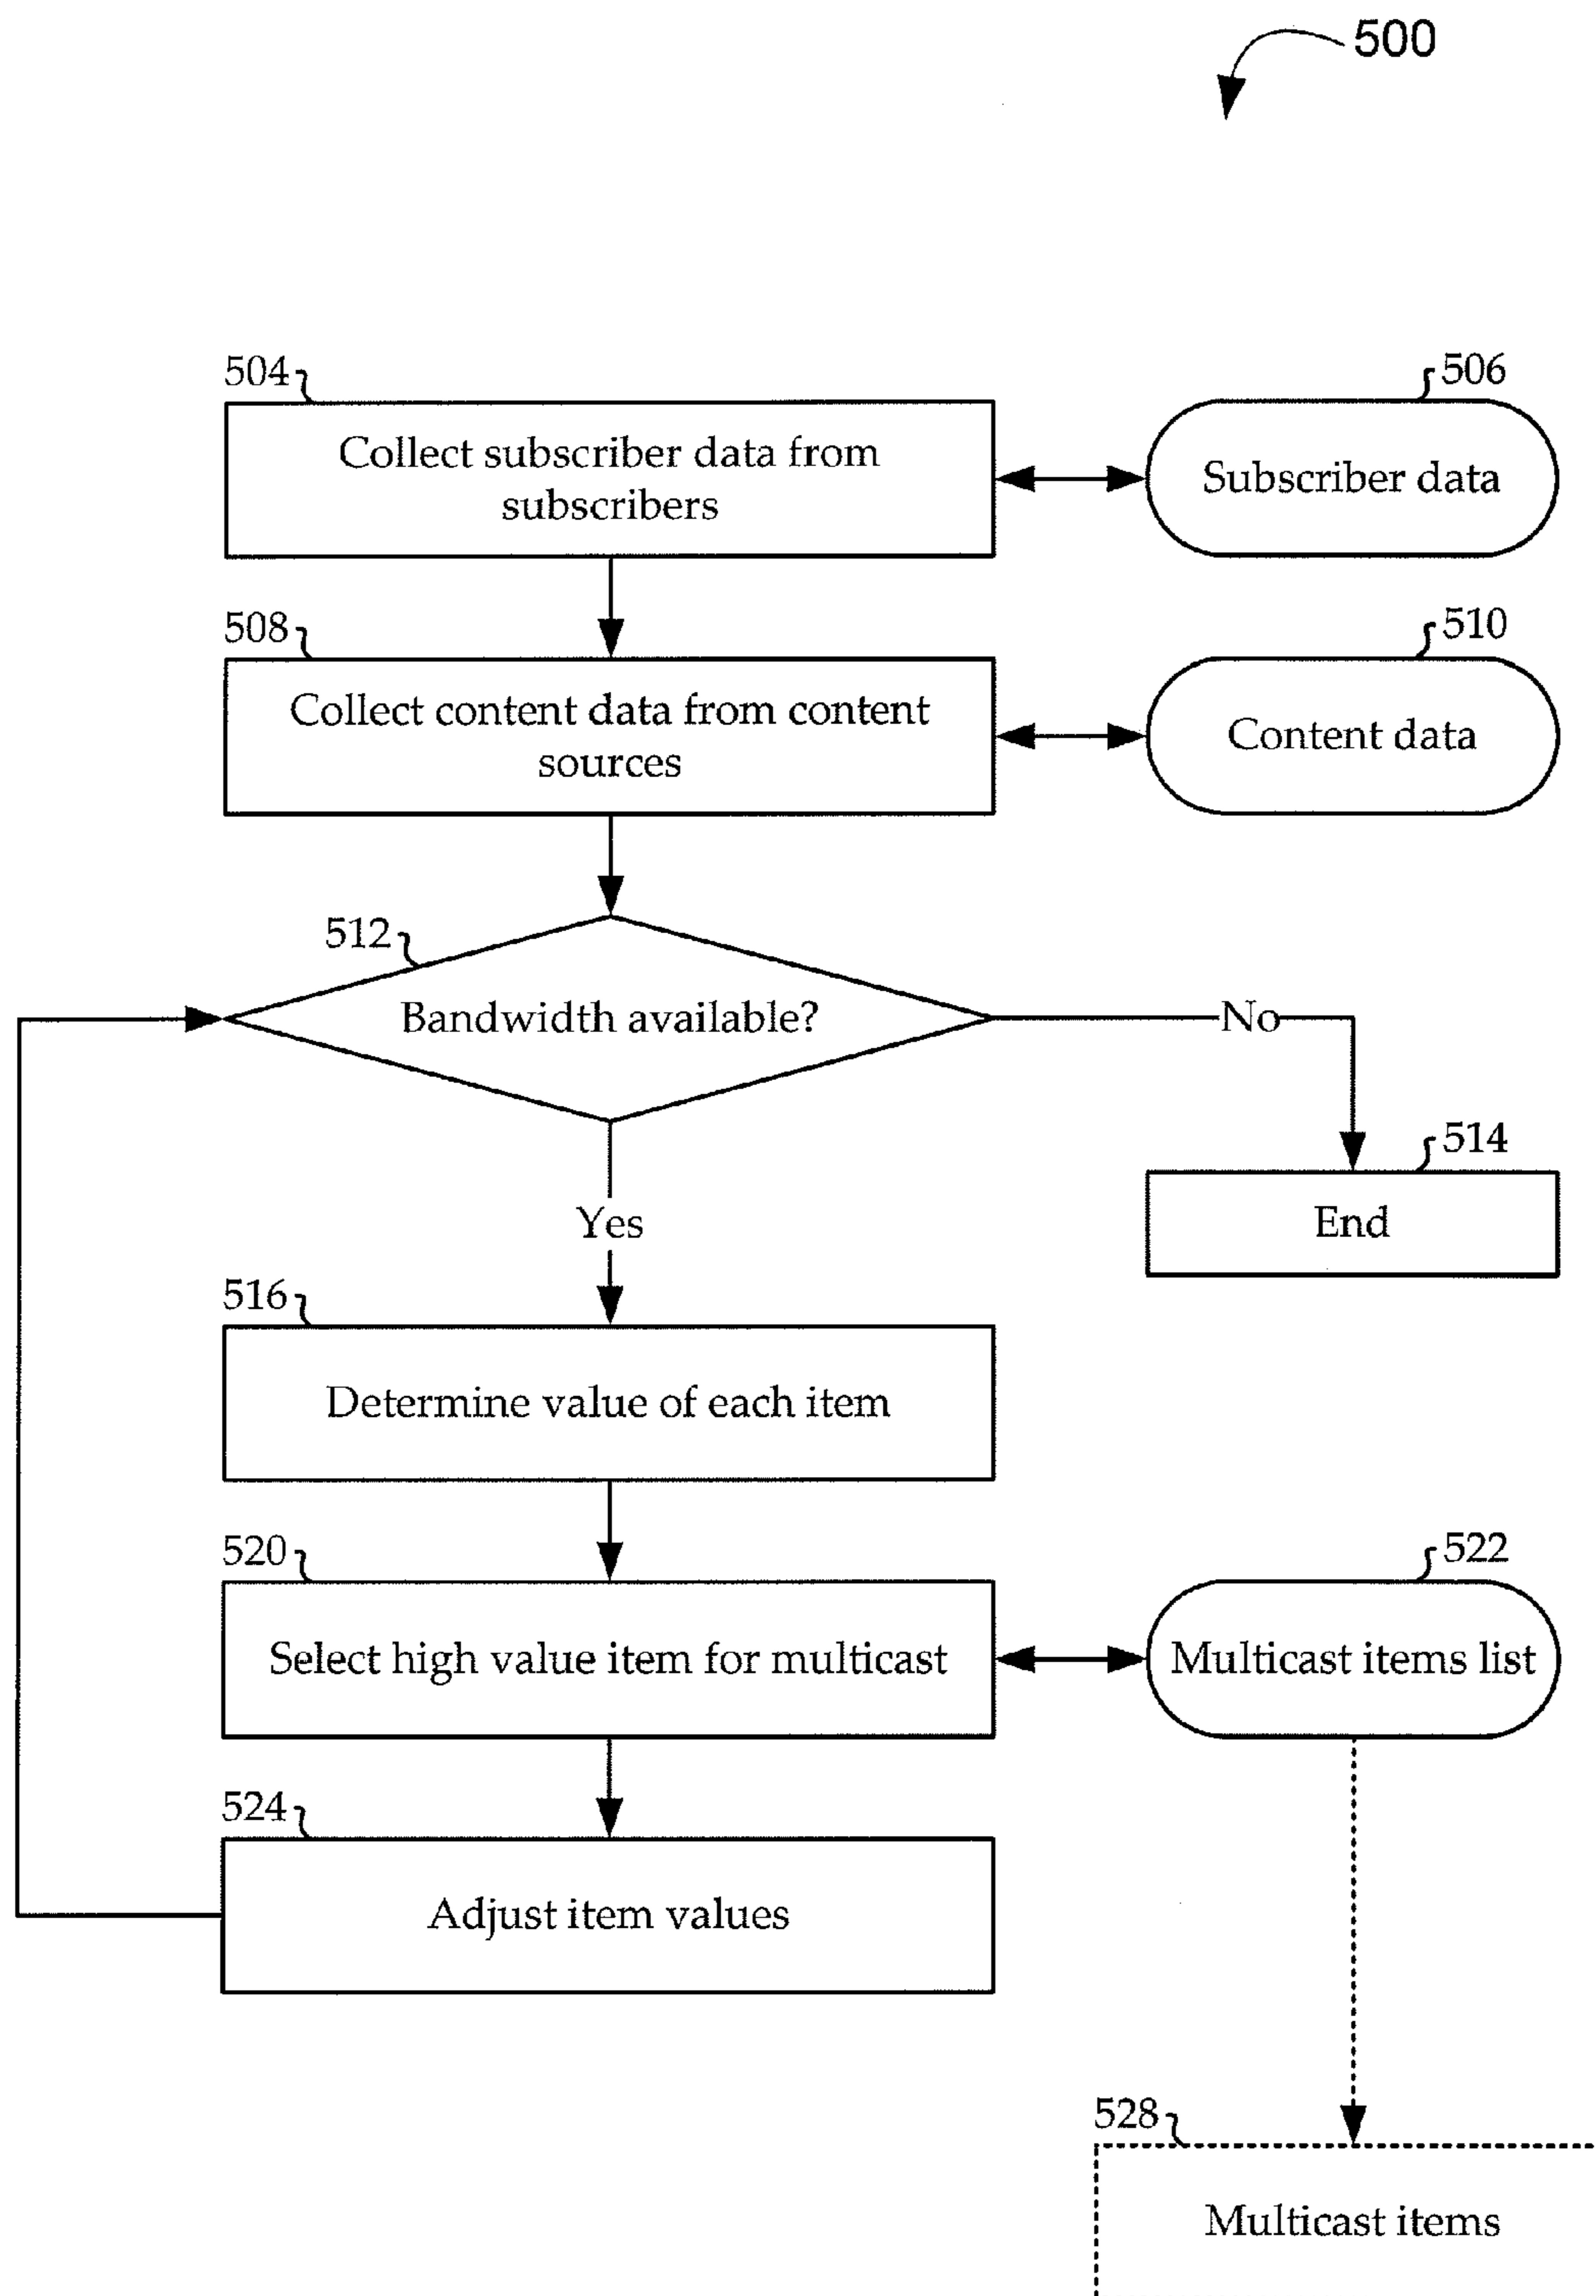 500
504
Collect subscriber data from
subscribers
506
Subscriber data
508
Collect content data from content
sources
510
Content data
512
Bandwidth available?
No
514
End
Yes
516
Determine value of each item
520
Select high value item for multicast
522
Multicast items list
524
Adjust item values
528
Multicast items